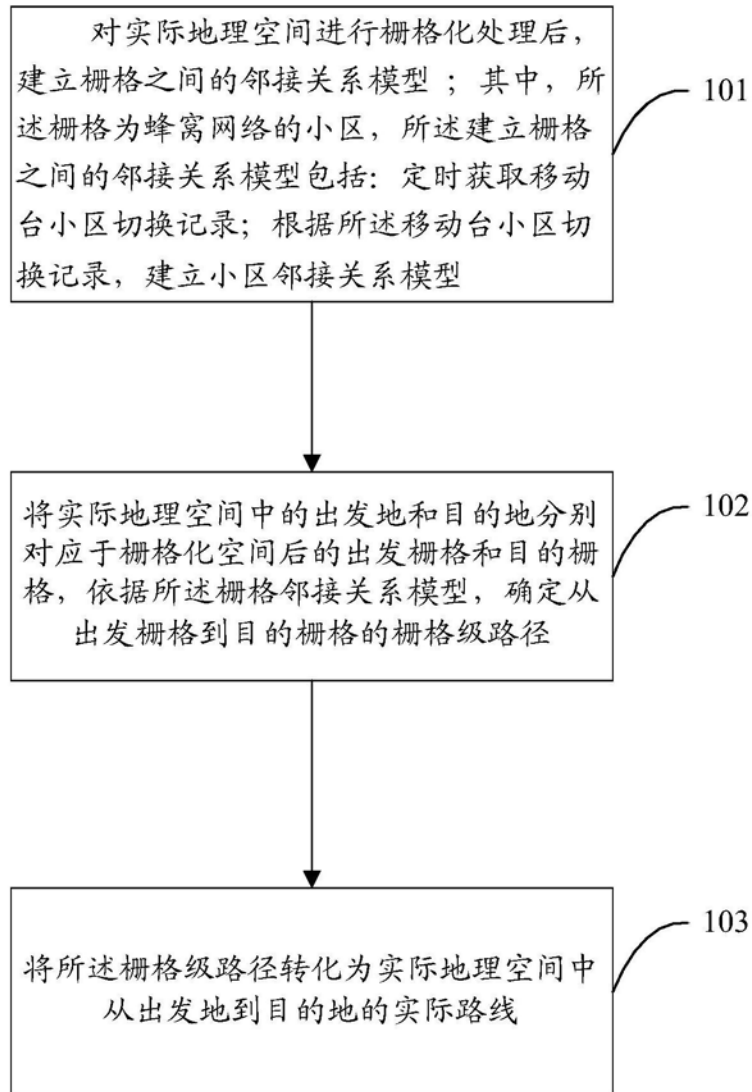 对实际地理空间进行栅格化处理后，
建立栅格之间的邻接关系模型 ；其中，所
述栅格为蜂窝网络的小区，所述建立栅格
之间的邻接关系模型包括：定时获取移动
台小区切换记录；根据所述移动台小区切
换记录，建立小区邻接关系模型
101
将实际地理空间中的出发地和目的地分别
对应于栅格化空间后的出发栅格和目的栅
格，依据所述栅格邻接关系模型，确定从
出发栅格到目的栅格的栅格级路径
102
将所述栅格级路径转化为实际地理空间中
从出发地到目的地的实际路线
103